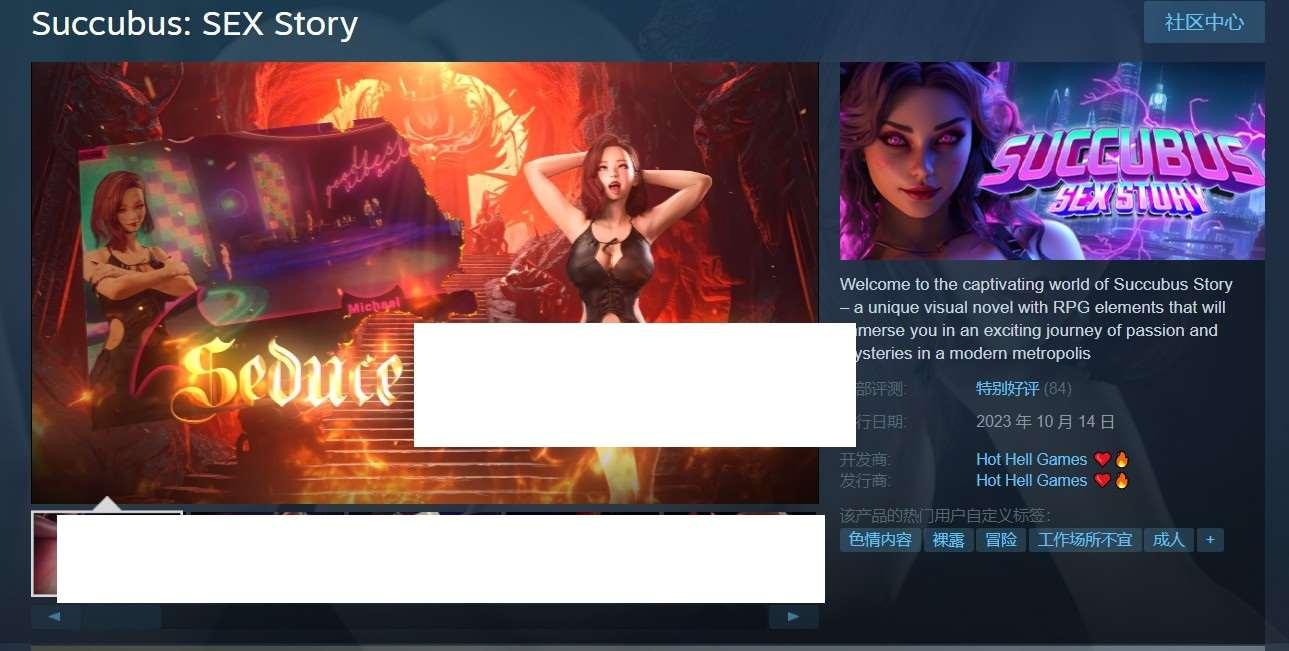 Succubus: SEX Story
社区中心
Michael
Seduce
SUCCUBUS
SEX STORY
Welcome to the captivating world of Succubus Story
– a unique visual novel with RPG elements that will
merse you in an exciting journey of passion and
ysteries in a modern metropolis
部评测:
特别好评 (84)
行日期:
2023 年 10 月 14 日
开发商:
Hot Hell Games ❤️🔥
发行商:
Hot Hell Games ❤️🔥
该产品的热门用户自定义标签:
色情内容 裸露 冒险 工作场所不宜 成人 +